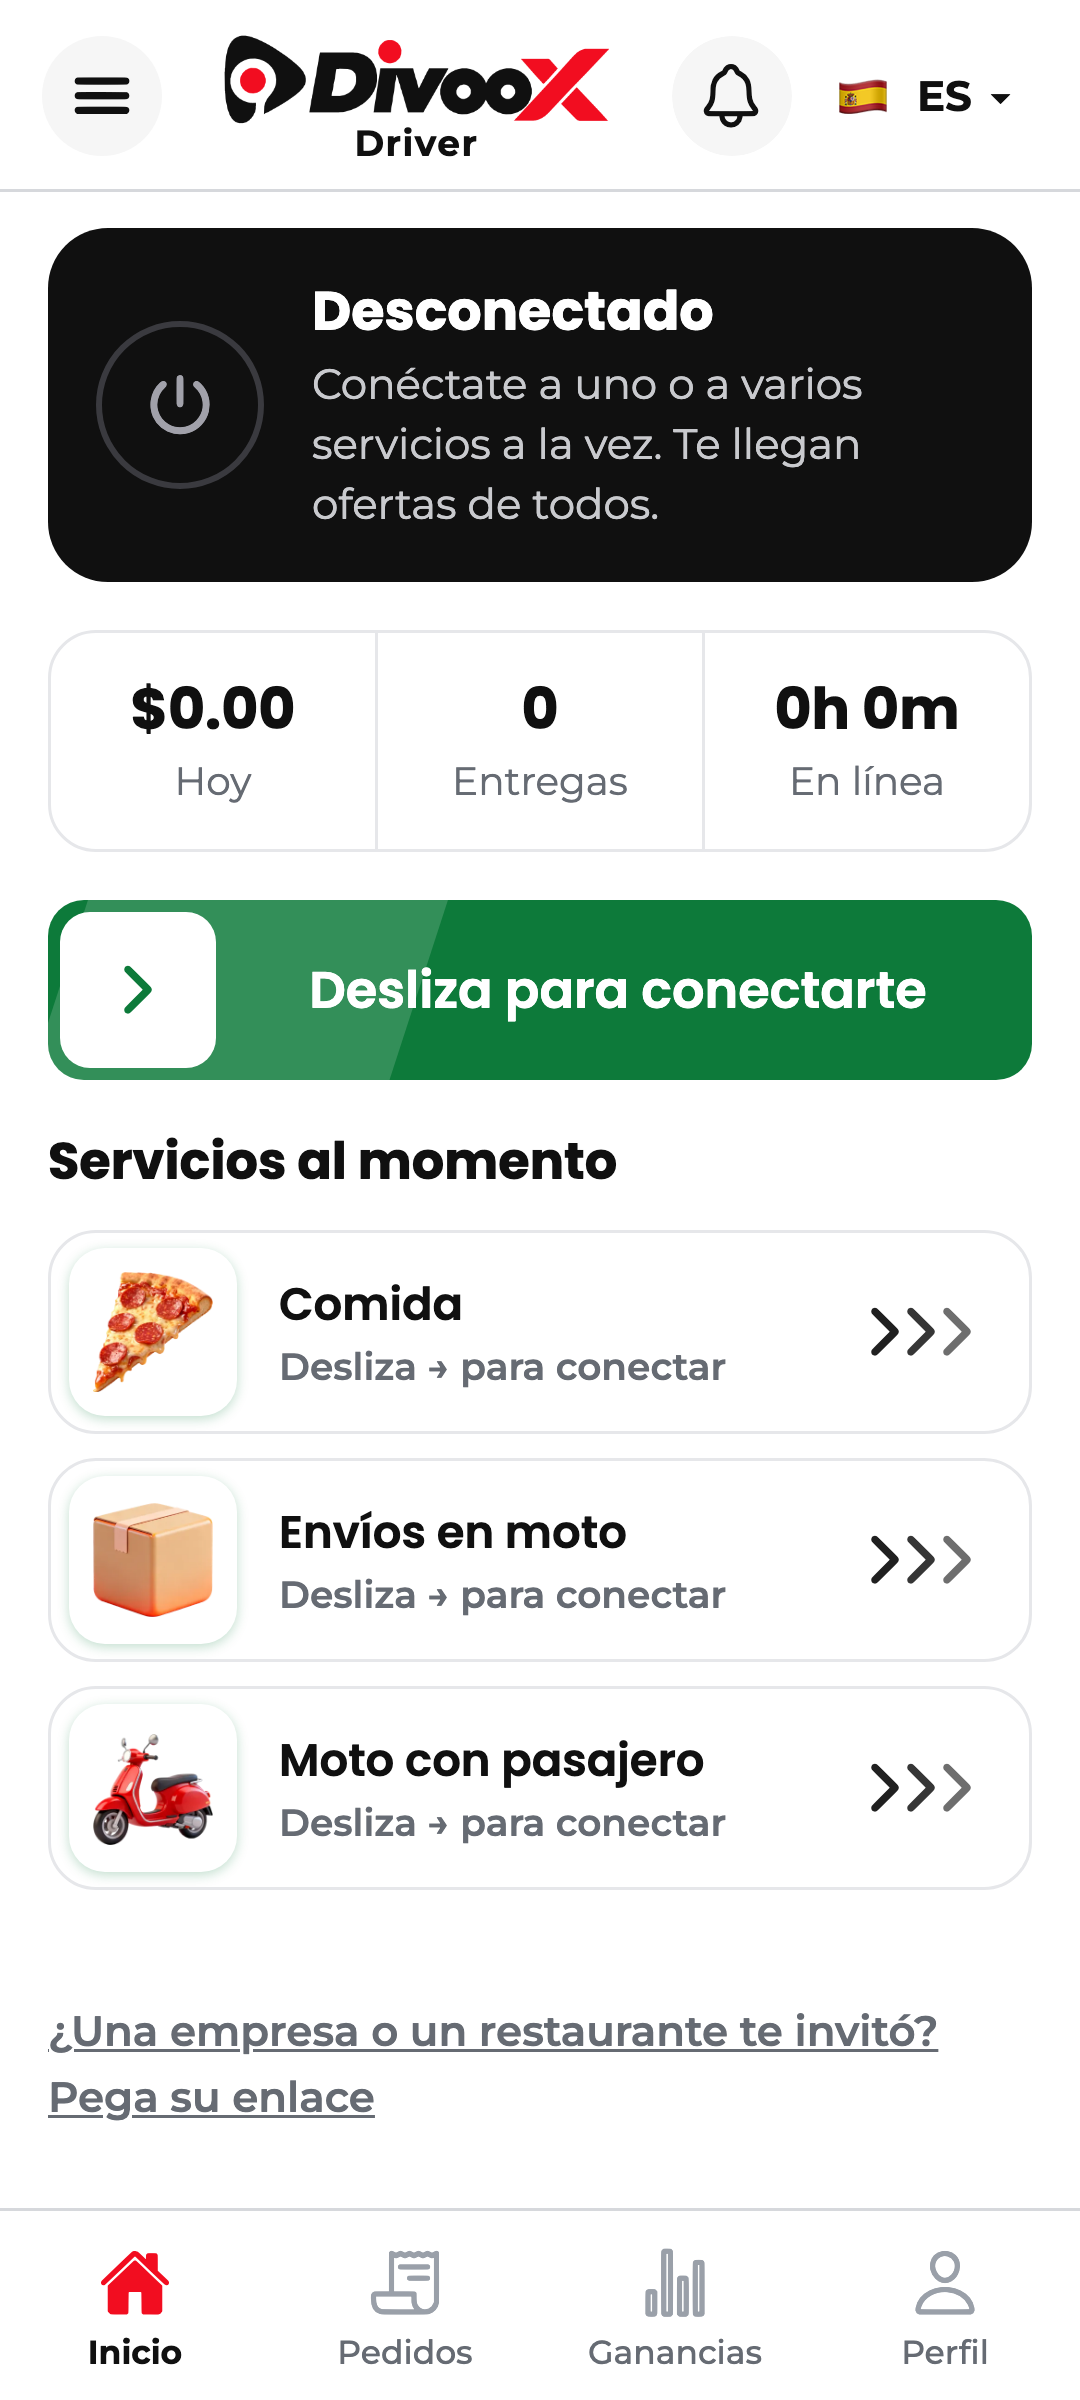 DivooX
Driver
ES
Desconectado
Conéctate a uno o a varios
servicios a la vez. Te llegan
ofertas de todos.
$0.00
Hoy
0
Entregas
0h 0m
En línea
Desliza para conectarte
Servicios al momento
Comida
Desliza → para conectar
Envíos en moto
Desliza → para conectar
Moto con pasajero
Desliza → para conectar
¿Una empresa o un restaurante te invitó?
Pega su enlace
Inicio
Pedidos
Ganancias
Perfil